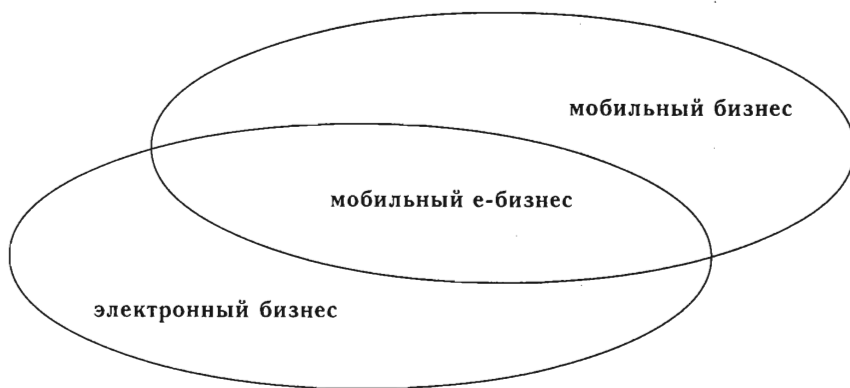 мобильный бизнес
мобильный е-бизнес
электронный бизнес